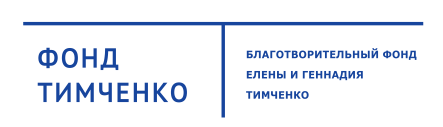 ФОНД
ТИМЧЕНКО
БЛАГОТВОРИТЕЛЬНЫЙ ФОНД
ЕЛЕНЫ И ГЕННАДИЯ
ТИМЧЕНКО